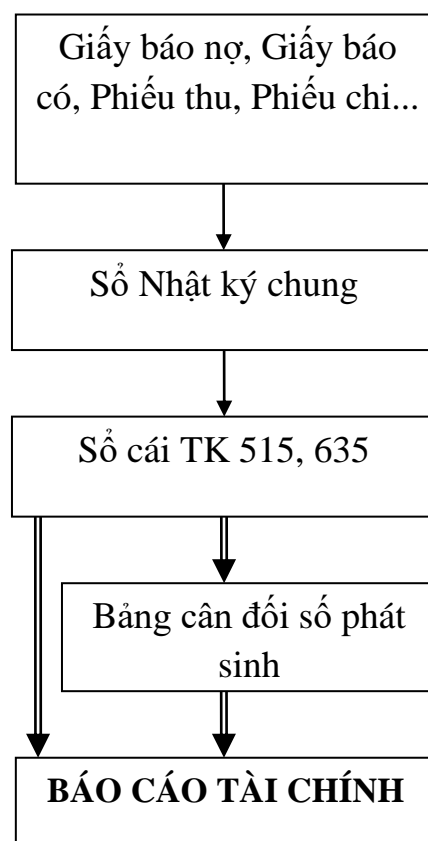 Giấy báo nợ, Giấy báo
có, Phiếu thu, Phiếu chi...
Sổ Nhật ký chung
Sổ cái TK 515, 635
Bảng cân đối số phát
sinh
BÁO CÁO TÀI CHÍNH